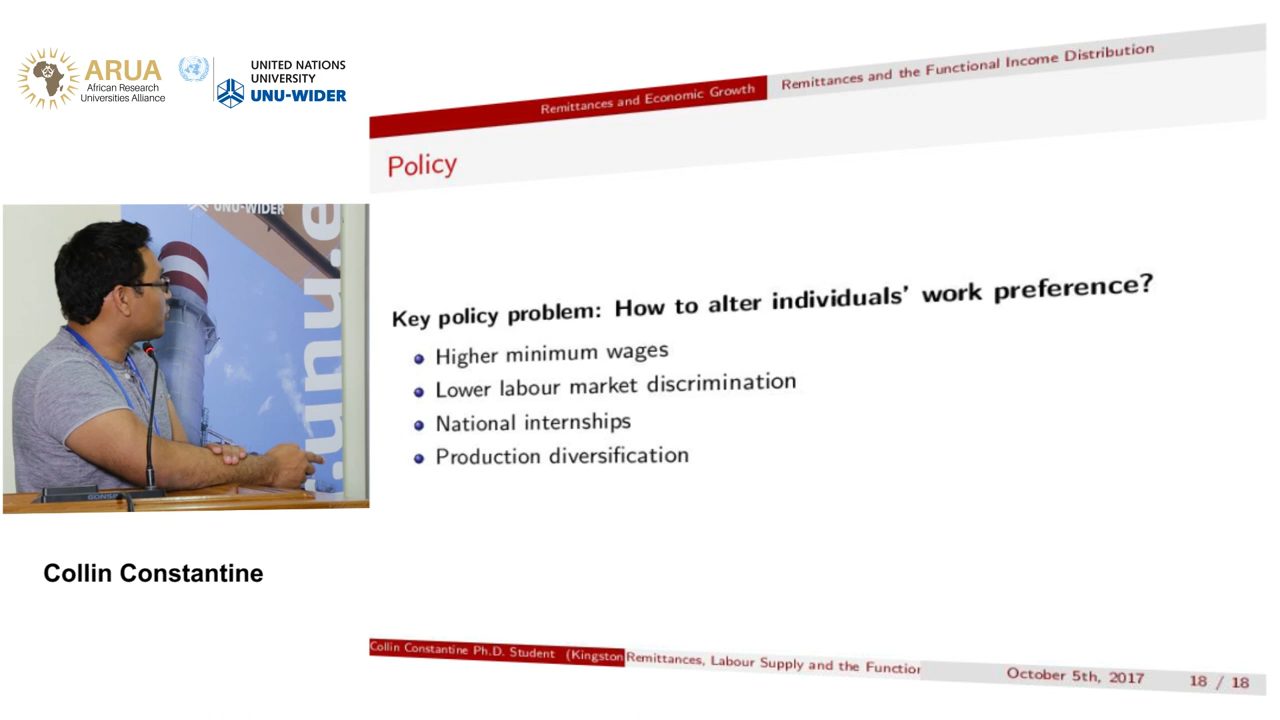 ARUA
African Research
Universities Alliance
UNITED NATIONS
UNIVERSITY
UNU-WIDER
Remittances and Economic Growth
Remittances and the Functional Income Distribution
Policy
UNU-WIDER
unu.e
Key policy problem: How to alter individuals' work preference?
Higher minimum wages
Lower labour market discrimination
National internships
Production diversification
Collin Constantine
Collin Constantine Ph.D. Student (Kingston
Remittances, Labour Supply and the Function
October 5th, 2017
18 / 18